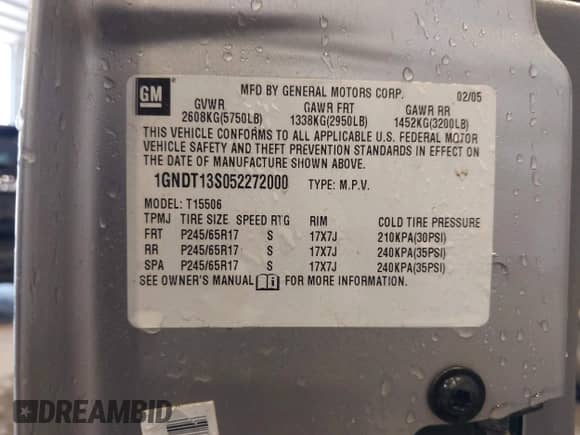 GM
MFD BY GENERAL MOTORS CORP. 02/05
GVWR GAWR FRT GAWR RR
2608KG(5750LB) 1338KG(2950LB) 1452KG(3200LB)
THIS VEHICLE CONFORMS TO ALL APPLICABLE U.S. FEDERAL MOTOR
VEHICLE SAFETY AND THEFT PREVENTION STANDARDS IN EFFECT ON
THE DATE OF MANUFACTURE SHOWN ABOVE.
1GNDT13S052272000 TYPE: M.P.V.
MODEL: T15506
TPMJ TIRE SIZE SPEED RTG RIM COLD TIRE PRESSURE
FRT P245/65R17 S 17X7J 210KPA(30PSI)
RR P245/65R17 S 17X7J 240KPA(35PSI)
SPA P245/65R17 S 17X7J 240KPA(35PSI)
SEE OWNER'S MANUAL FOR MORE INFORMATION.
DREAMBID